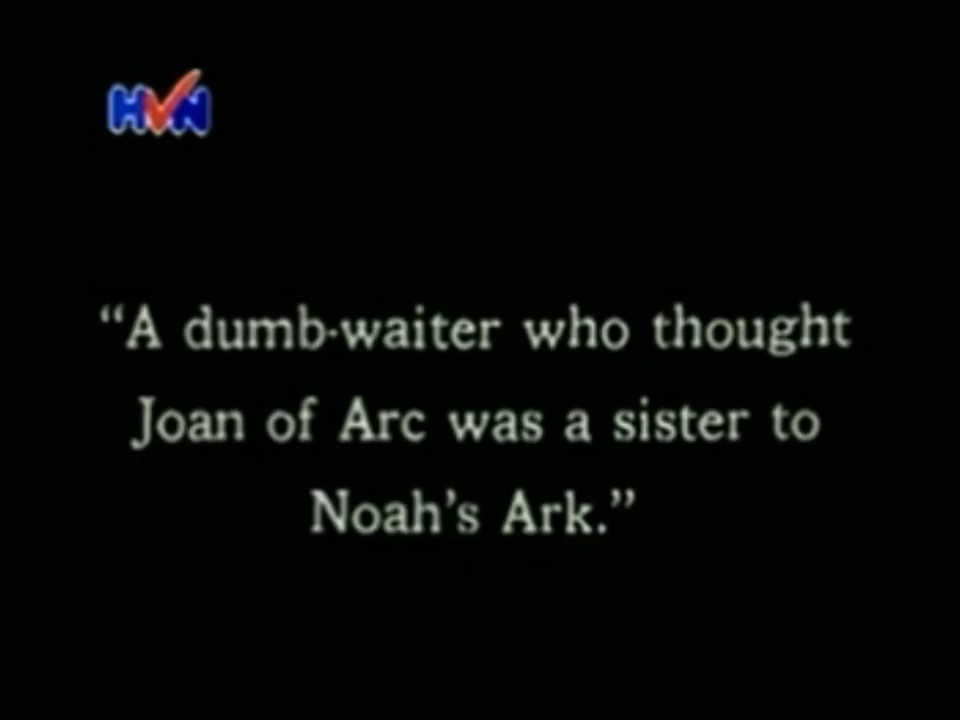 HVN
“A dumb-waiter who thought
Joan of Arc was a sister to
Noah’s Ark.”